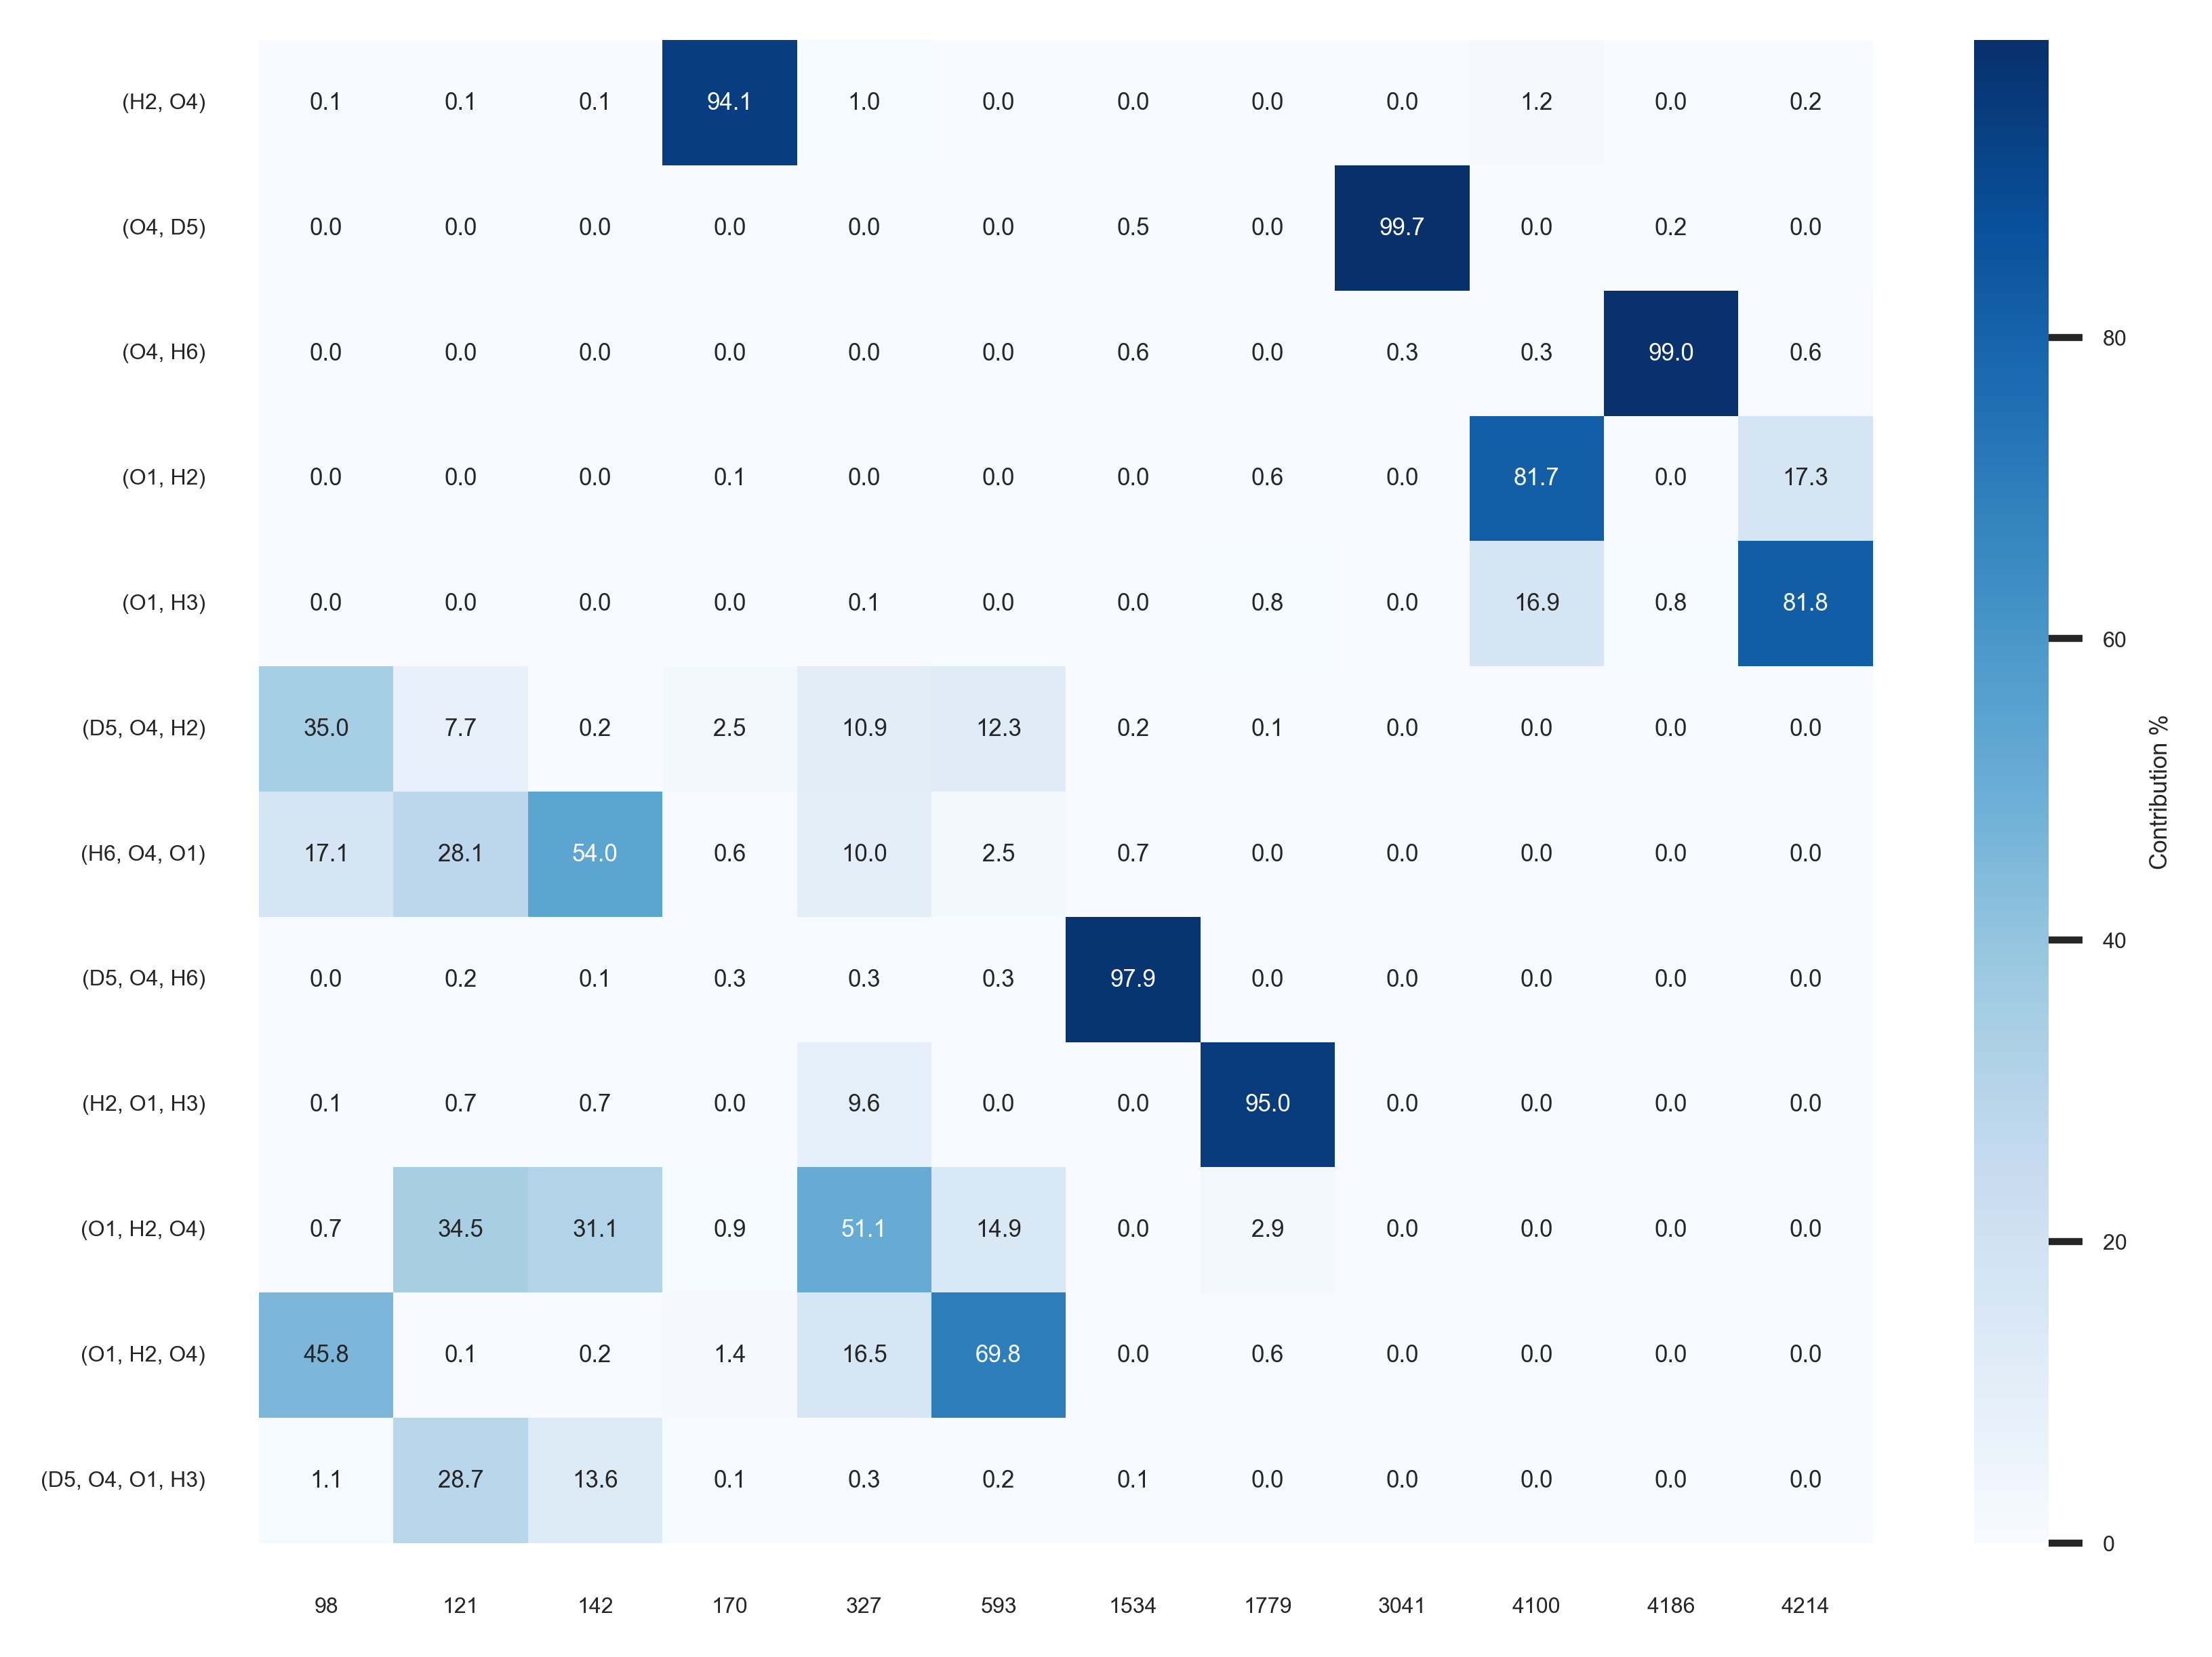 (H2, O4) 0.1 0.1 0.1 94.1 1.0 0.0 0.0 0.0 0.0 1.2 0.0 0.2
(O4, D5) 0.0 0.0 0.0 0.0 0.0 0.0 0.5 0.0 99.7 0.0 0.2 0.0
(O4, H6) 0.0 0.0 0.0 0.0 0.0 0.0 0.6 0.0 0.3 0.3 99.0 0.6
80
(O1, H2) 0.0 0.0 0.0 0.1 0.0 0.0 0.0 0.6 0.0 81.7 0.0 17.3
(O1, H3) 0.0 0.0 0.0 0.0 0.1 0.0 0.0 0.8 0.0 16.9 0.8 81.8
60
(D5, O4, H2) 35.0 7.7 0.2 2.5 10.9 12.3 0.2 0.1 0.0 0.0 0.0 0.0
Contribution %
(H6, O4, O1) 17.1 28.1 54.0 0.6 10.0 2.5 0.7 0.0 0.0 0.0 0.0 0.0
40
(D5, O4, H6) 0.0 0.2 0.1 0.3 0.3 0.3 97.9 0.0 0.0 0.0 0.0 0.0
(H2, O1, H3) 0.1 0.7 0.7 0.0 9.6 0.0 0.0 95.0 0.0 0.0 0.0 0.0
(O1, H2, O4) 0.7 34.5 31.1 0.9 51.1 14.9 0.0 2.9 0.0 0.0 0.0 0.0
20
(O1, H2, O4) 45.8 0.1 0.2 1.4 16.5 69.8 0.0 0.6 0.0 0.0 0.0 0.0
(D5, O4, O1, H3) 1.1 28.7 13.6 0.1 0.3 0.2 0.1 0.0 0.0 0.0 0.0 0.0
0
98 121 142 170 327 593 1534 1779 3041 4100 4186 4214